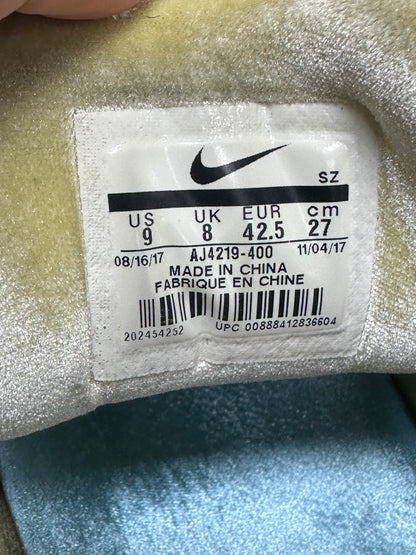 SZ
US UK EUR cm
9 8 42.5 27
08/16/17 AJ4219-400 11/04/17
MADE IN CHINA
FABRIQUE EN CHINE
202454252 UPC 00888412836604